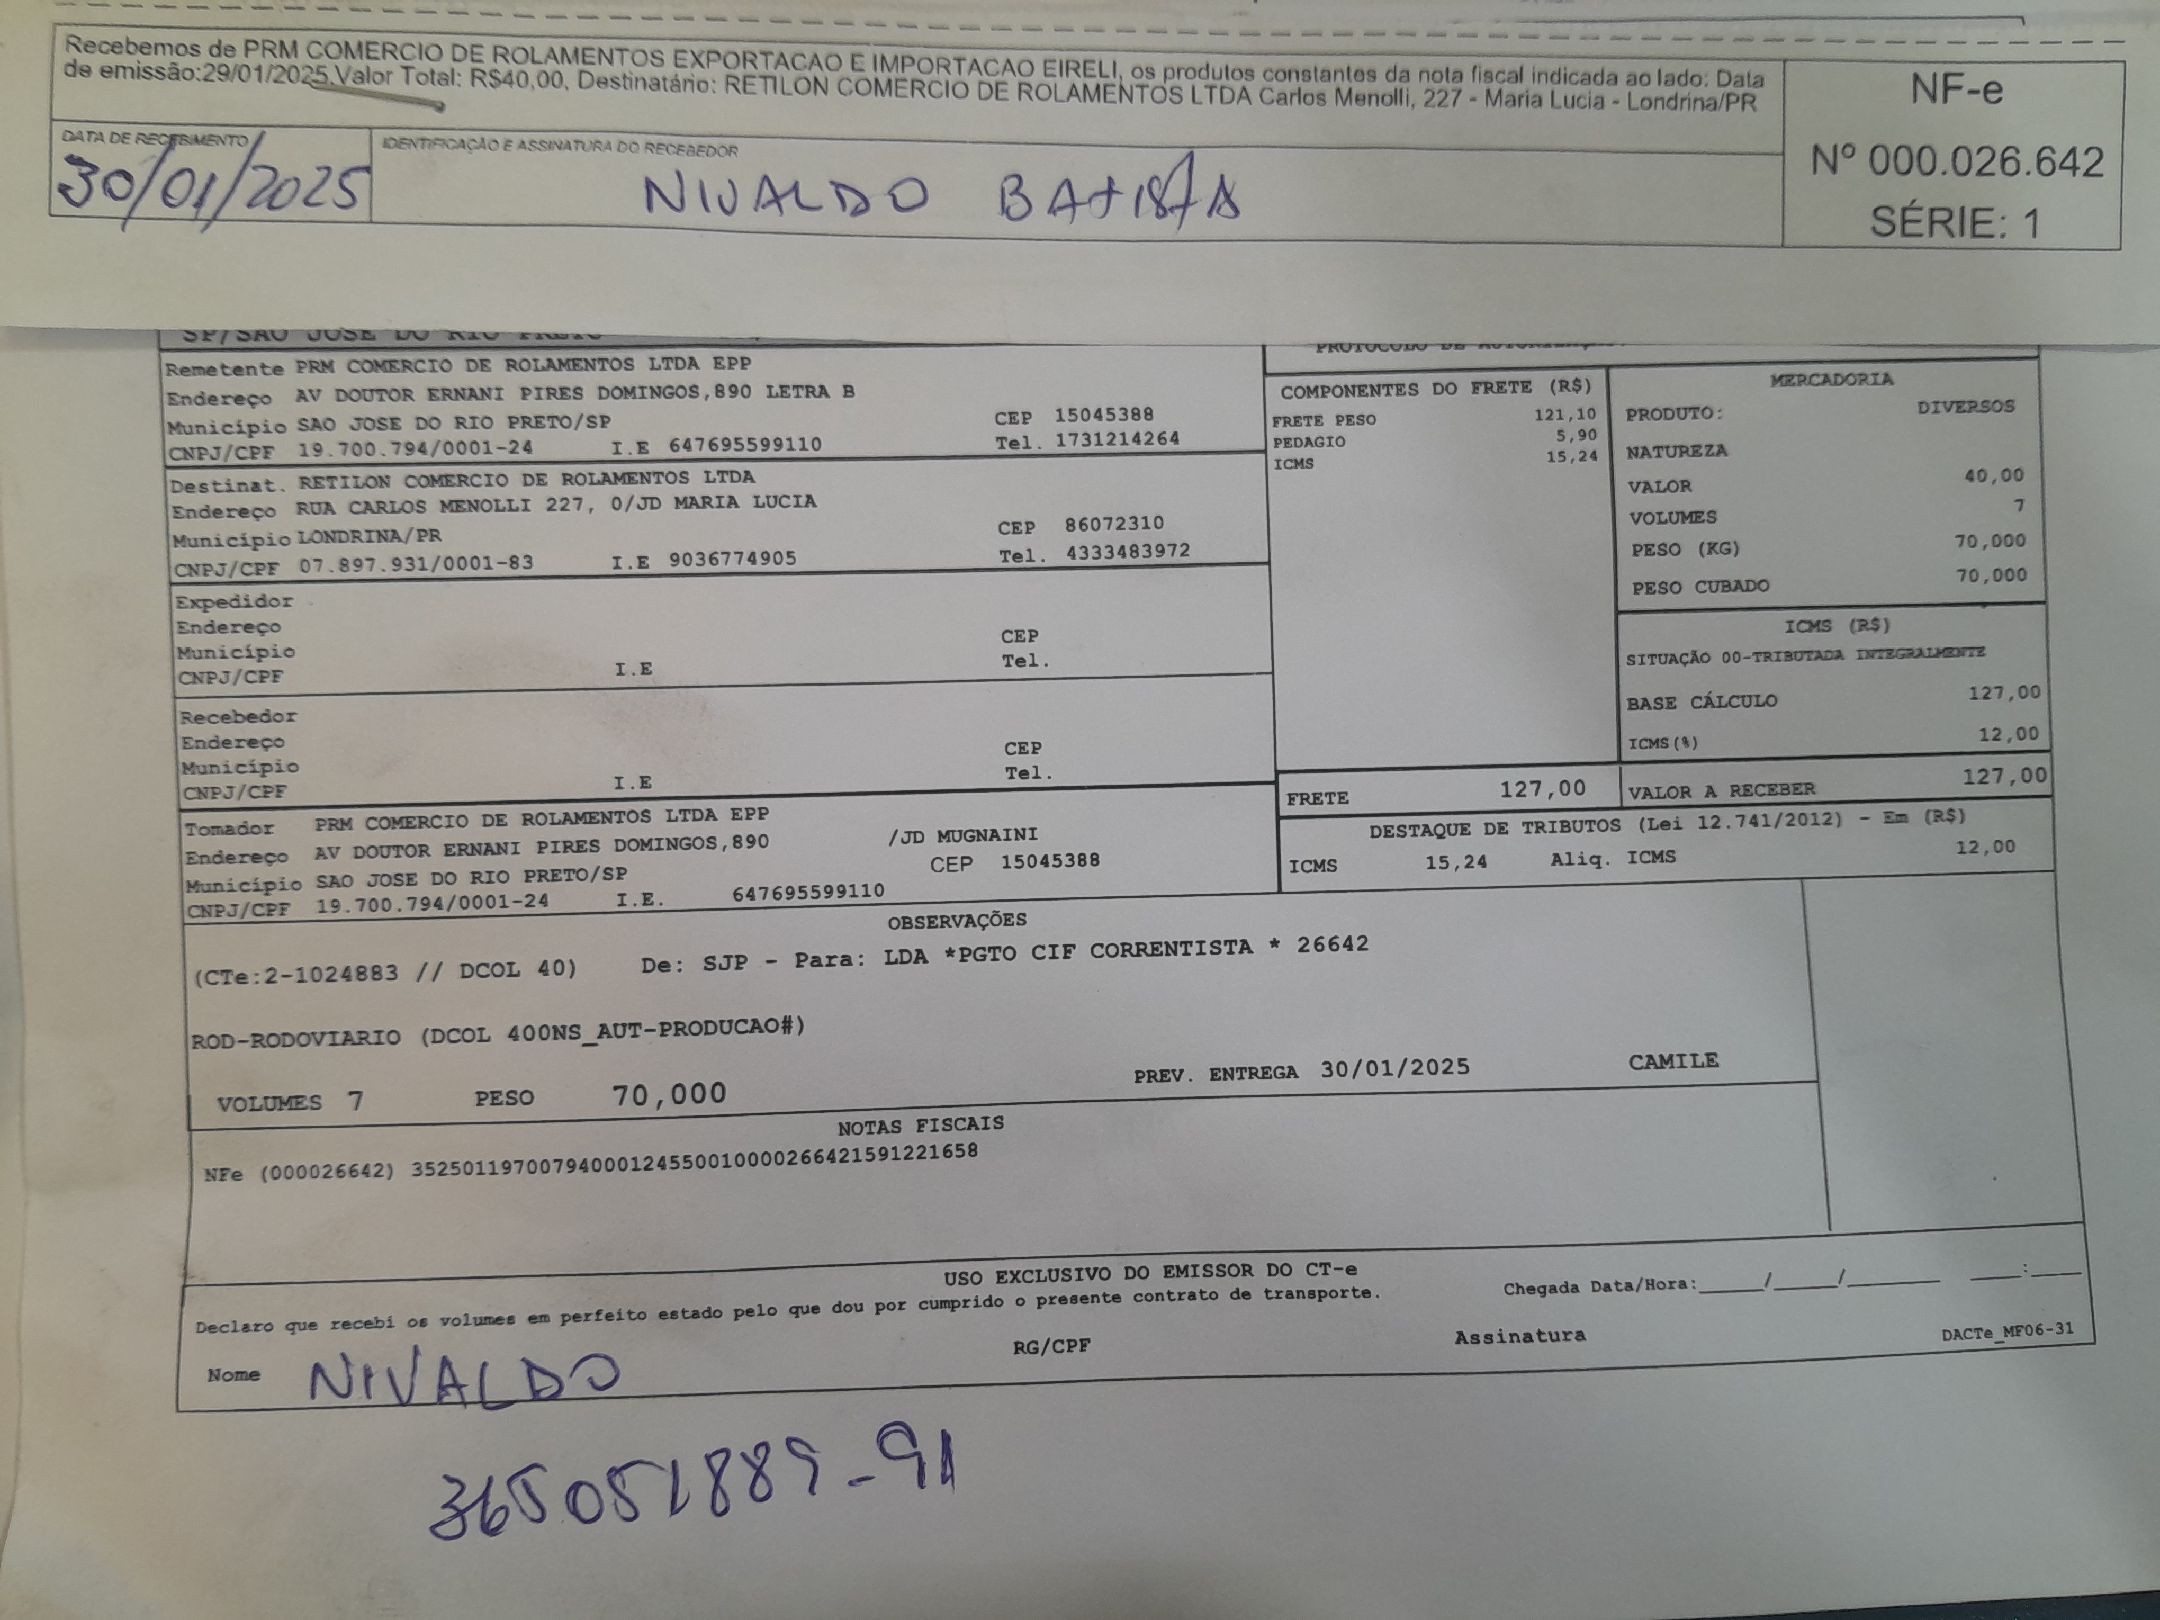 Recebemos de PRM COMERCIO DE ROLAMENTOS EXPORTACAO E IMPORTACAO EIRELI, os produtos constantes da nota fiscal indicada ao lado. Data
de emissão:29/01/2025.Valor Total: R$40,00, Destinatário: RETILON COMERCIO DE ROLAMENTOS LTDA Carlos Menolli, 227 - Maria Lucia - Londrina/PR
NF-e
Nº 000.026.642
SÉRIE: 1
DATA DE RECEBIMENTO
30/01/2025
IDENTIFICAÇÃO E ASSINATURA DO RECEBEDOR
NIVALDO BATISTA
SP/SAO JOSE DO RIO PRETO
PROTOCOLO DE
Remetente PRM COMERCIO DE ROLAMENTOS LTDA EPP
Endereço AV DOUTOR ERNANI PIRES DOMINGOS,890 LETRA B
Município SAO JOSE DO RIO PRETO/SP CEP 15045388
CNPJ/CPF 19.700.794/0001-24 I.E 647695599110 Tel. 1731214264
Destinat. RETILON COMERCIO DE ROLAMENTOS LTDA
Endereço RUA CARLOS MENOLLI 227, 0/JD MARIA LUCIA
Município LONDRINA/PR CEP 86072310
CNPJ/CPF 07.897.931/0001-83 I.E 9036774905 Tel. 4333483972
Expedidor
Endereço
Município CEP
CNPJ/CPF I.E Tel.
Recebedor
Endereço
Município CEP
CNPJ/CPF I.E Tel.
Tomador PRM COMERCIO DE ROLAMENTOS LTDA EPP
Endereço AV DOUTOR ERNANI PIRES DOMINGOS,890 /JD MUGNAINI
Município SAO JOSE DO RIO PRETO/SP CEP 15045388
CNPJ/CPF 19.700.794/0001-24 I.E. 647695599110
COMPONENTES DO FRETE (R$)
FRETE PESO 121,10
PEDAGIO 5,90
ICMS 15,24
MERCADORIA
PRODUTO: DIVERSOS
NATUREZA
VALOR 40,00
VOLUMES 7
PESO (KG) 70,000
PESO CUBADO 70,000
ICMS (R$)
SITUAÇÃO 00-TRIBUTADA INTEGRALMENTE
BASE CÁLCULO 127,00
ICMS(%) 12,00
FRETE 127,00 VALOR A RECEBER 127,00
DESTAQUE DE TRIBUTOS (Lei 12.741/2012) - Em (R$)
ICMS 15,24 Aliq. ICMS 12,00
OBSERVAÇÕES
(CTe:2-1024883 // DCOL 40) De: SJP - Para: LDA *PGTO CIF CORRENTISTA * 26642
ROD-RODOVIARIO (DCOL 400NS_AUT-PRODUCAO#)
VOLUMES 7 PESO 70,000 PREV. ENTREGA 30/01/2025 CAMILE
NOTAS FISCAIS
NFe (000026642) 35250119700794000124550010000266421591221658
USO EXCLUSIVO DO EMISSOR DO CT-e
Declaro que recebi os volumes em perfeito estado pelo que dou por cumprido o presente contrato de transporte. Chegada Data/Hora:_____/_____/_______ ____:____
Nome NIVALDO RG/CPF Assinatura DACTe_MF06-31
365051889-91